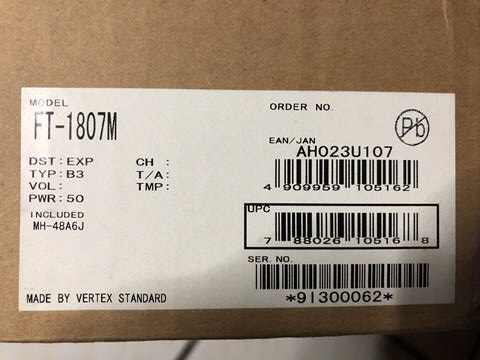 MODEL
FT-1807M
DST: EXP CH :
TYP: B3 T/A:
VOL: TMP:
PWR: 50
INCLUDED
MH-48A6J
MADE BY VERTEX STANDARD
ORDER NO.
Pb
EAN/JAN
AH023U107
4 909959 105162
UPC
7 88026 10516 8
SER. NO.
*9I300062*